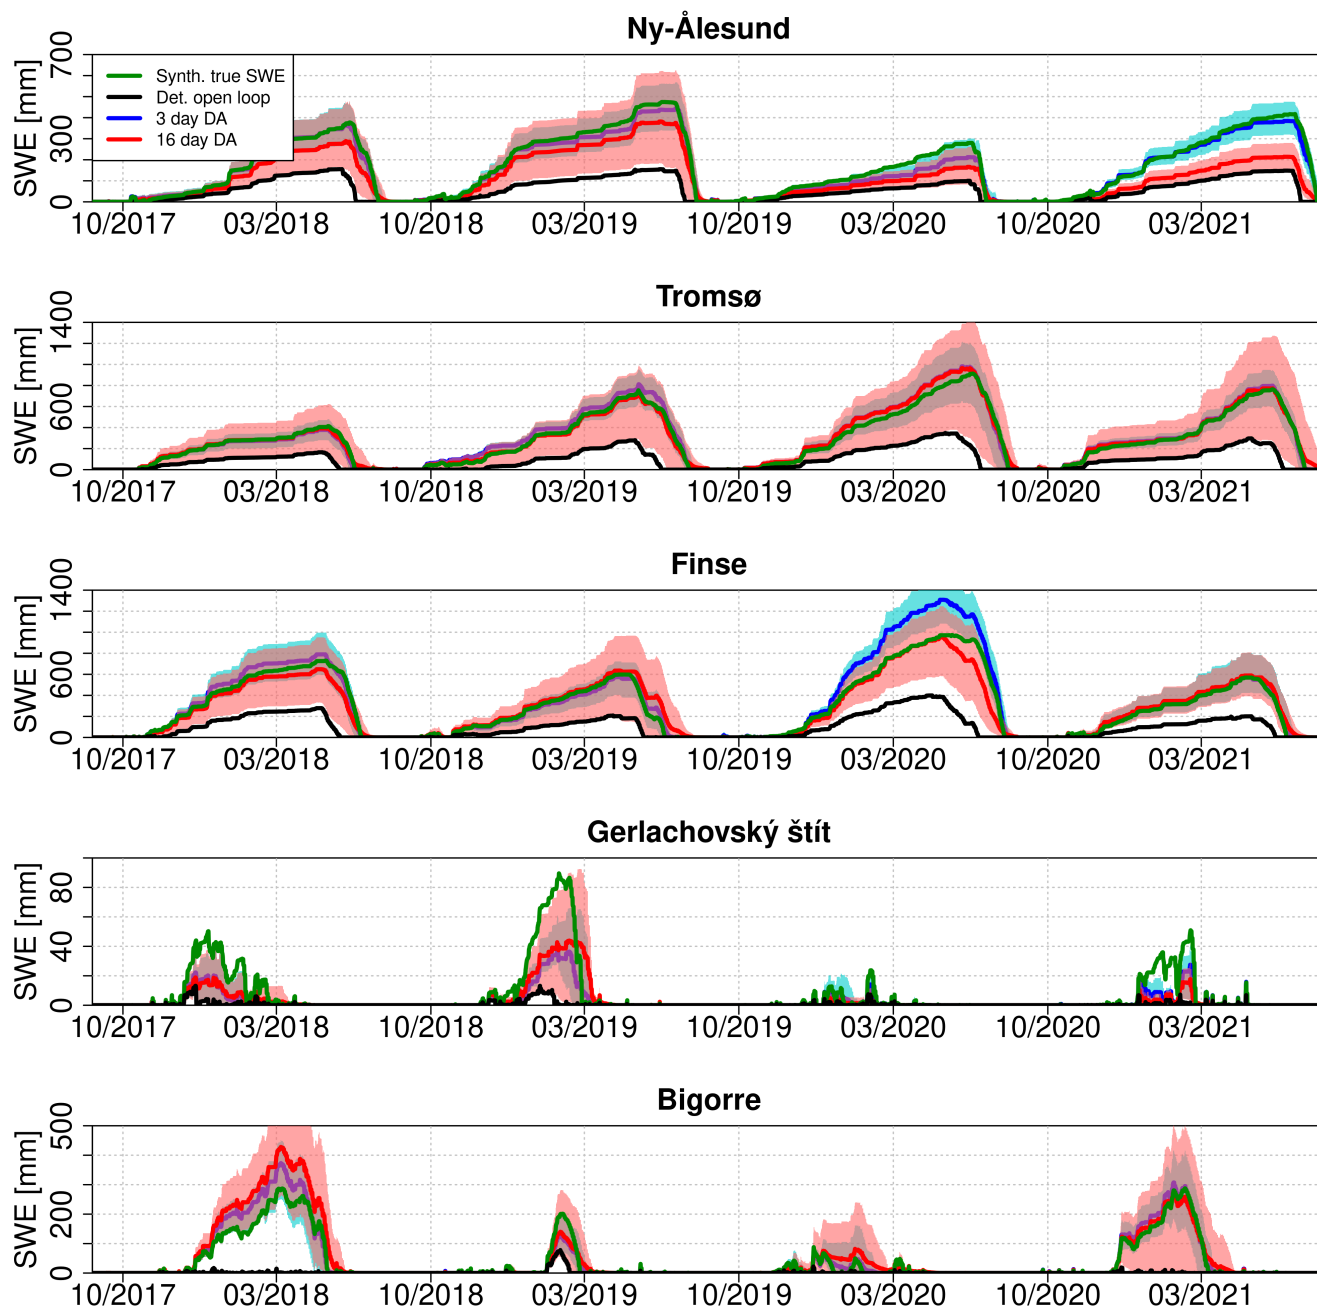 Ny-Ålesund
SWE [mm]
0 300 700
Synth. true SWE
Det. open loop
3 day DA
16 day DA
10/2017 03/2018 10/2018 03/2019 10/2019 03/2020 10/2020 03/2021
Tromsø
SWE [mm]
0 600 1400
10/2017 03/2018 10/2018 03/2019 10/2019 03/2020 10/2020 03/2021
Finse
SWE [mm]
0 600 1400
10/2017 03/2018 10/2018 03/2019 10/2019 03/2020 10/2020 03/2021
Gerlachovský štít
SWE [mm]
0 40 80
10/2017 03/2018 10/2018 03/2019 10/2019 03/2020 10/2020 03/2021
Bigorre
SWE [mm]
0 200 500
10/2017 03/2018 10/2018 03/2019 10/2019 03/2020 10/2020 03/2021